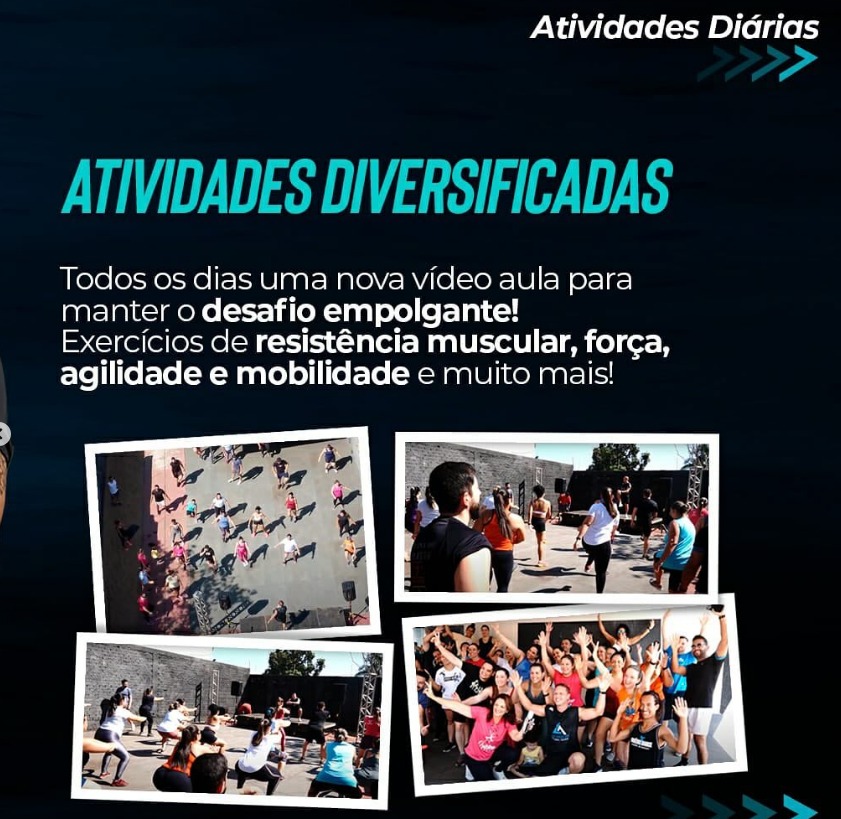 Atividades Diárias
ATIVIDADES DIVERSIFICADAS
Todos os dias uma nova vídeo aula para
manter o desafio empolgante!
Exercícios de resistência muscular, força,
agilidade e mobilidade e muito mais!